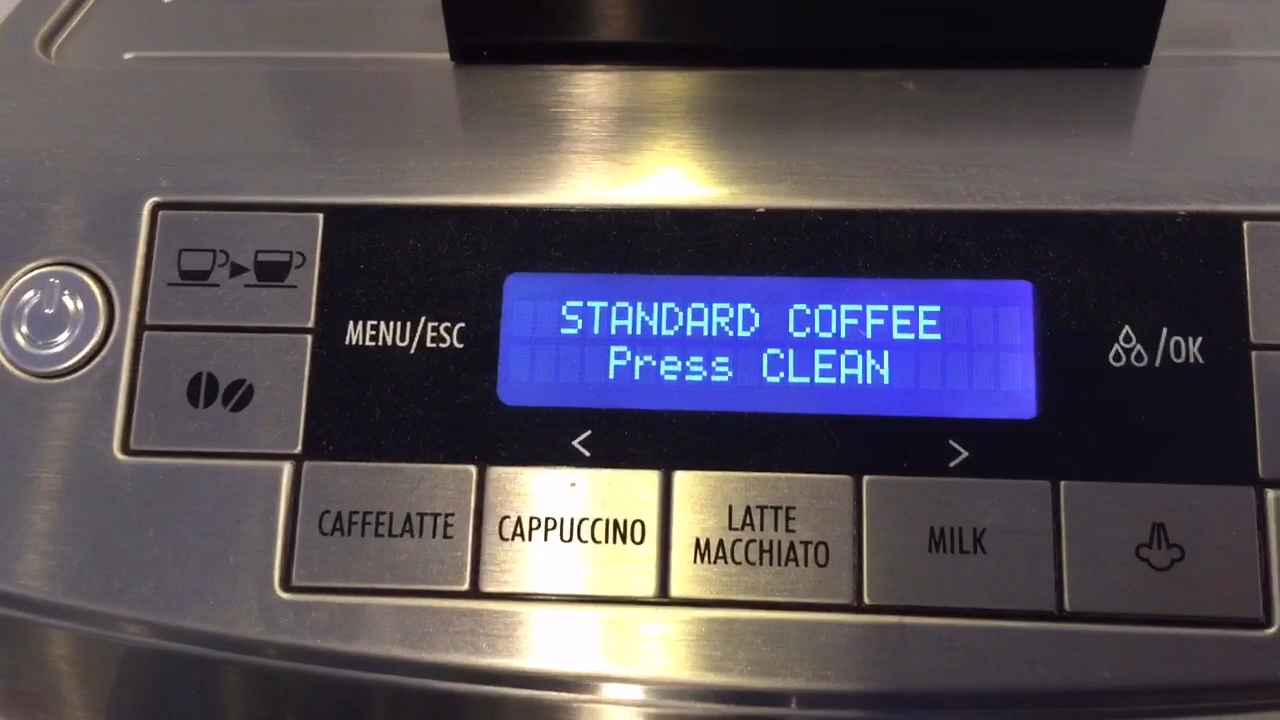 STANDARD COFFEE
Press CLEAN
MENU/ESC
/OK
<
>
CAFFELATTE
CAPPUCCINO
LATTE
MACCHIATO
MILK